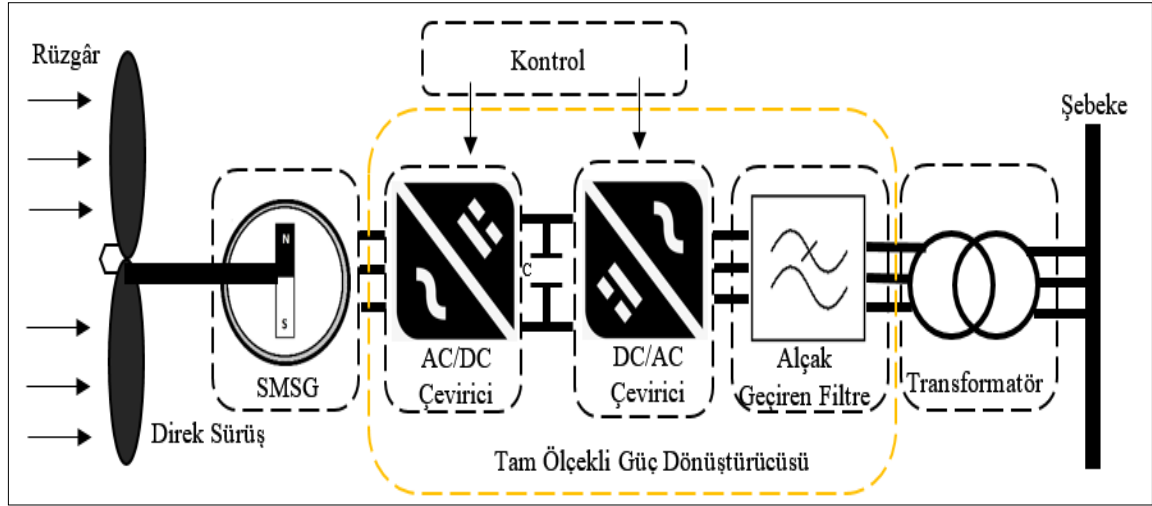 Rüzgâr
Kontrol
Şebeke
N
S
C
SMSG
AC/DC
Çevirici
DC/AC
Çevirici
Alçak
Geçiren Filtre
Transformatör
Direk Sürüş
Tam Ölçekli Güç Dönüştürücüsü